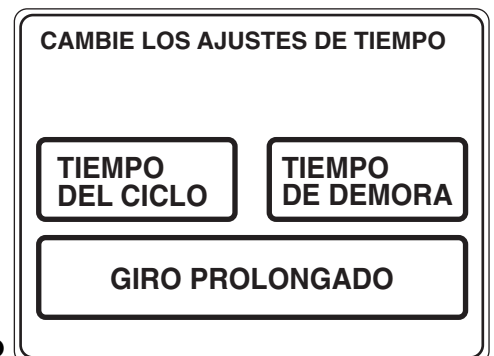 CAMBIE LOS AJUSTES DE TIEMPO
TIEMPO
DEL CICLO
TIEMPO
DE DEMORA
GIRO PROLONGADO